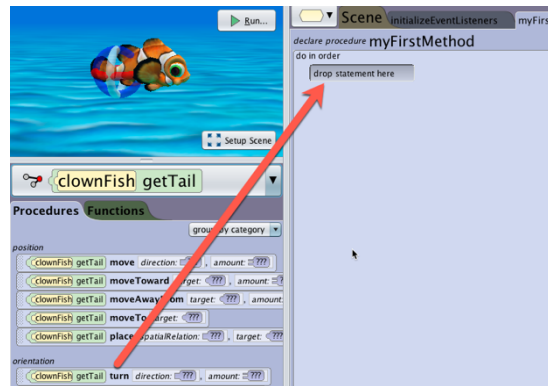 Run...
Setup Scene
clownFish getTail
Procedures Functions
group by category
position
clownFish getTail move direction: ??? , amount: ???
clownFish getTail moveToward target: ??? , amount: ?
clownFish getTail moveAwayFrom target: ??? , amount:
clownFish getTail moveTo target: ???
clownFish getTail place spatialRelation: ??? , target: ???
orientation
clownFish getTail turn direction: ??? , amount: ???
Scene initializeEventListeners myFirs
declare procedure myFirstMethod
do in order
drop statement here